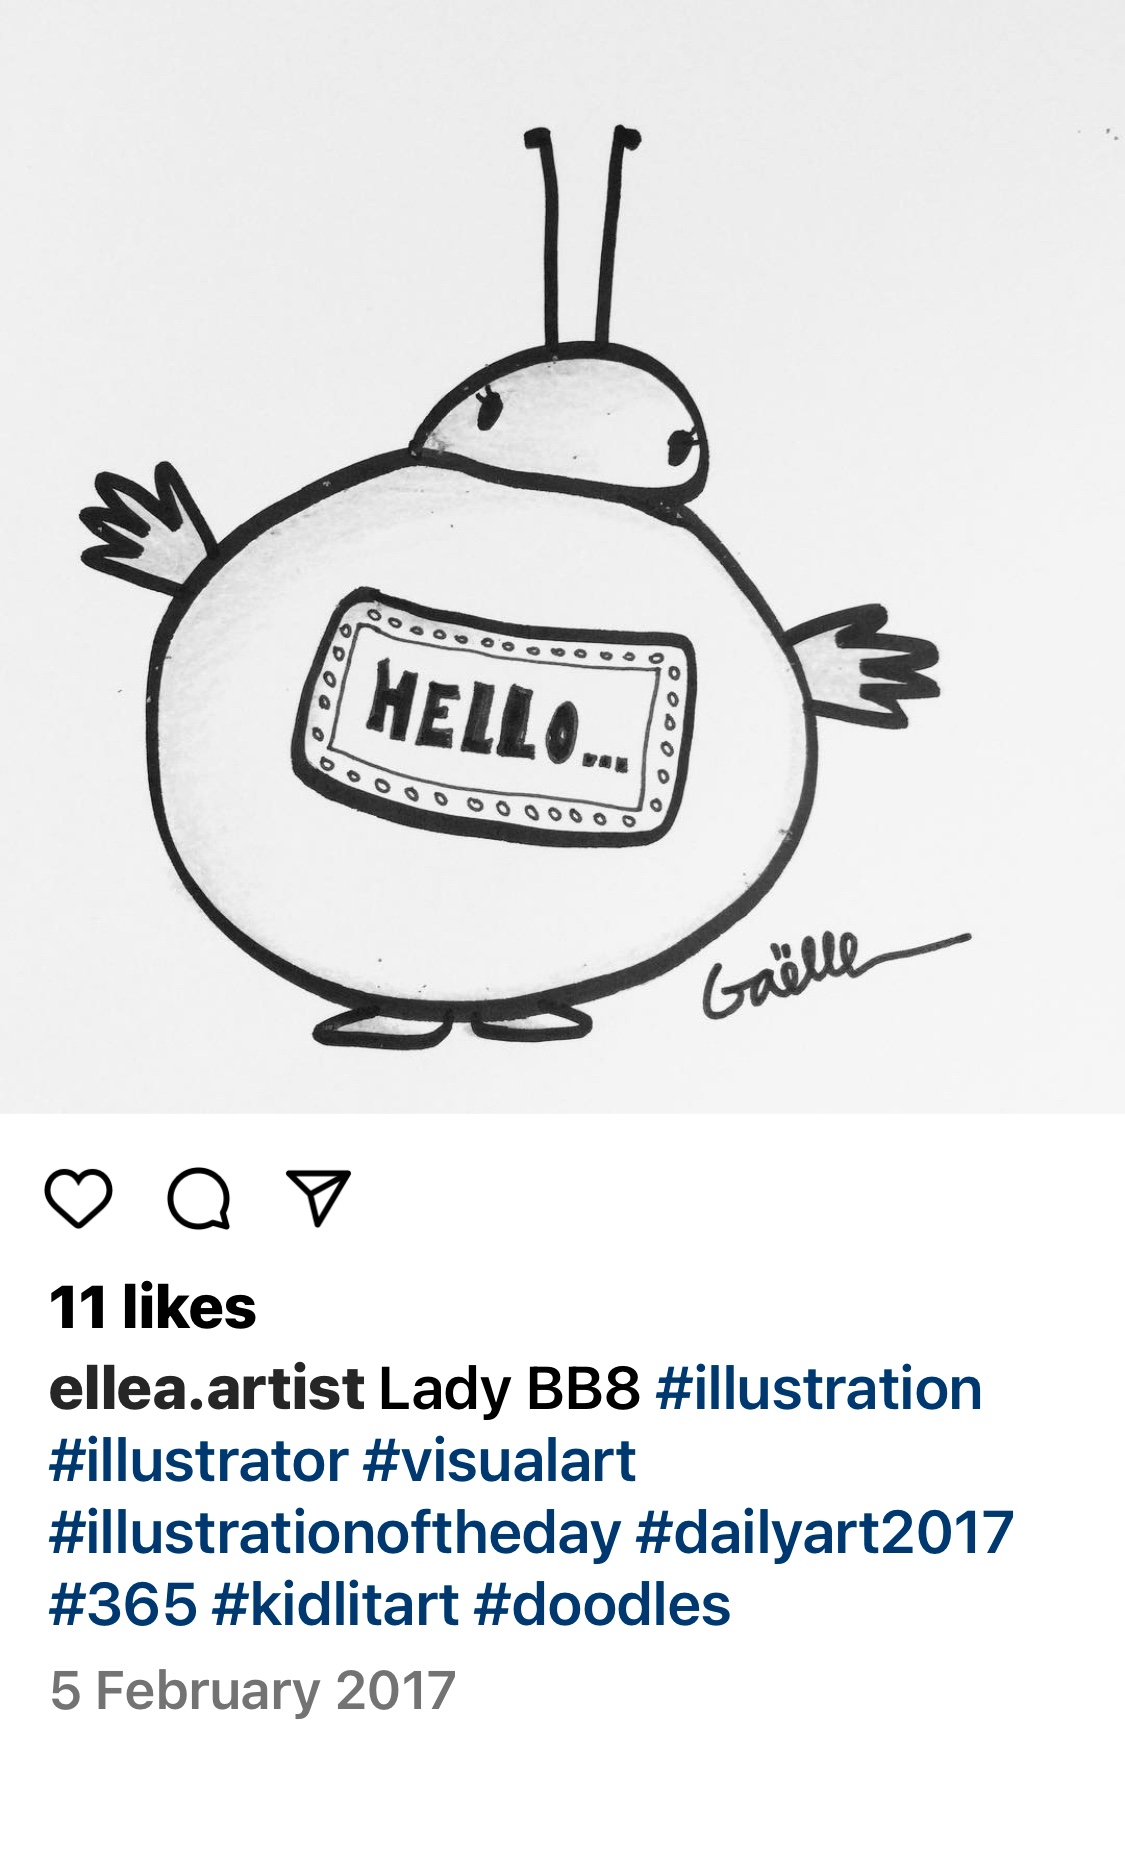 HELLO...
Gaëlle
11 likes
ellea.artist Lady BB8 #illustration
#illustrator #visualart
#illustrationoftheday #dailyart2017
#365 #kidlitart #doodles
5 February 2017